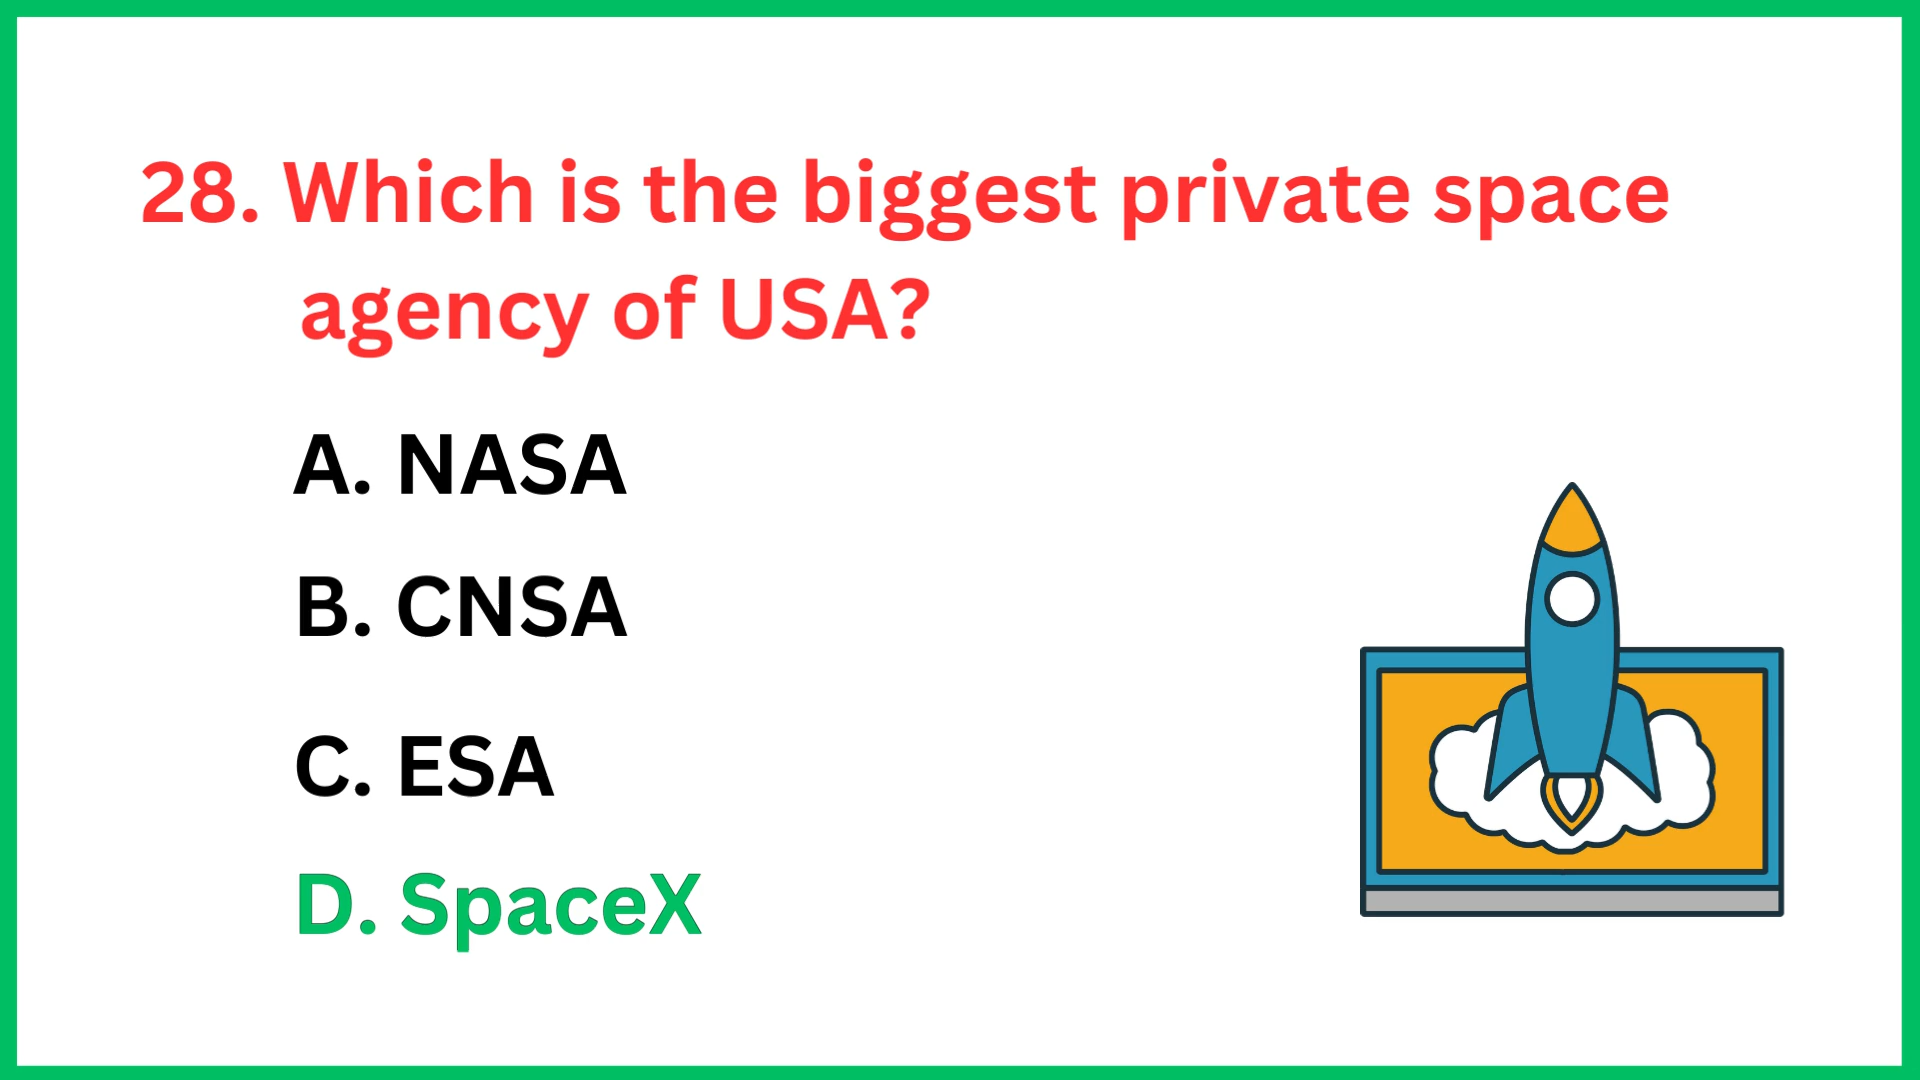 28. Which is the biggest private space
agency of USA?
A. NASA
B. CNSA
C. ESA
D. SpaceX